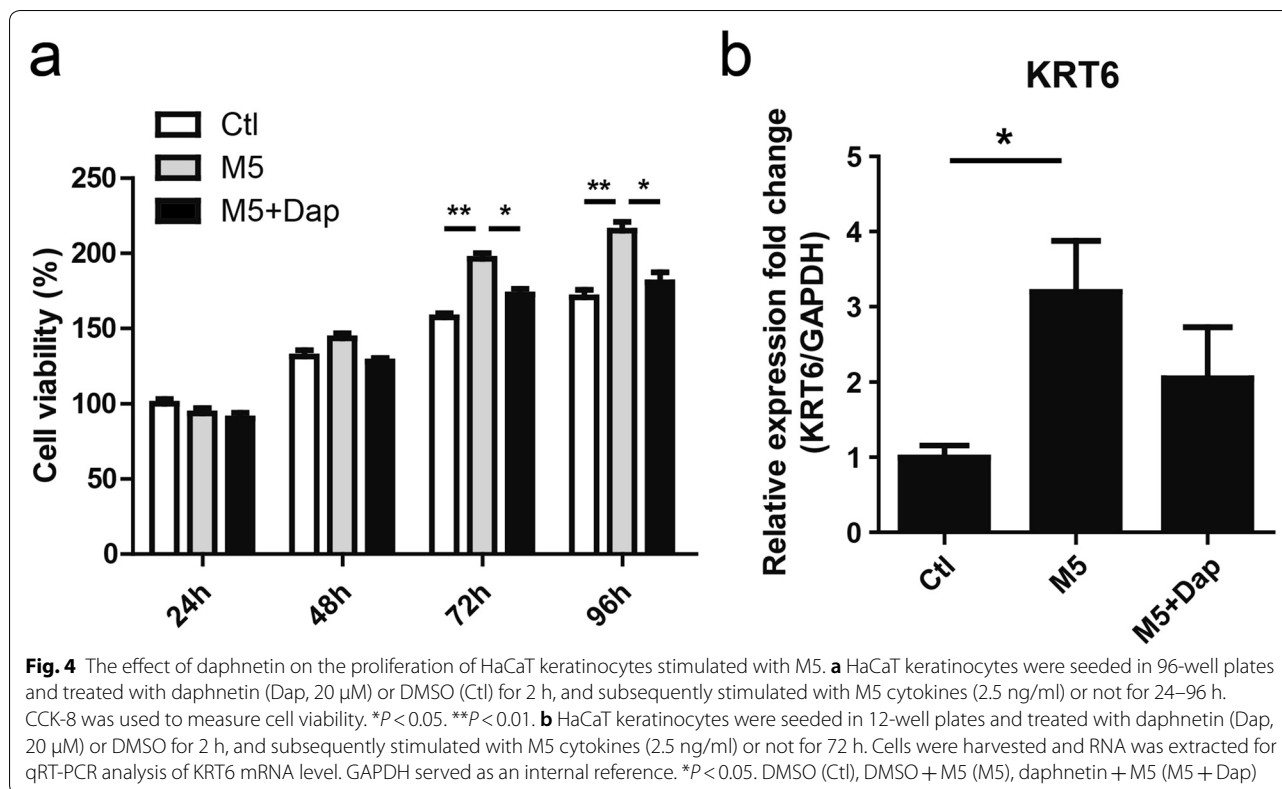 a
Ctl
M5
M5+Dap
Cell viability (%)
250
200
150
100
50
0
** *
** *
24h
48h
72h
96h
b
KRT6
Relative expression fold change
(KRT6/GAPDH)
5
4
3
2
1
0
*
Ctl
M5
M5+Dap
Fig. 4 The effect of daphnetin on the proliferation of HaCaT keratinocytes stimulated with M5. a HaCaT keratinocytes were seeded in 96-well plates
and treated with daphnetin (Dap, 20 μM) or DMSO (Ctl) for 2 h, and subsequently stimulated with M5 cytokines (2.5 ng/ml) or not for 24–96 h.
CCK-8 was used to measure cell viability. *P < 0.05. **P < 0.01. b HaCaT keratinocytes were seeded in 12-well plates and treated with daphnetin (Dap,
20 μM) or DMSO for 2 h, and subsequently stimulated with M5 cytokines (2.5 ng/ml) or not for 72 h. Cells were harvested and RNA was extracted for
qRT-PCR analysis of KRT6 mRNA level. GAPDH served as an internal reference. *P < 0.05. DMSO (Ctl), DMSO + M5 (M5), daphnetin + M5 (M5 + Dap)